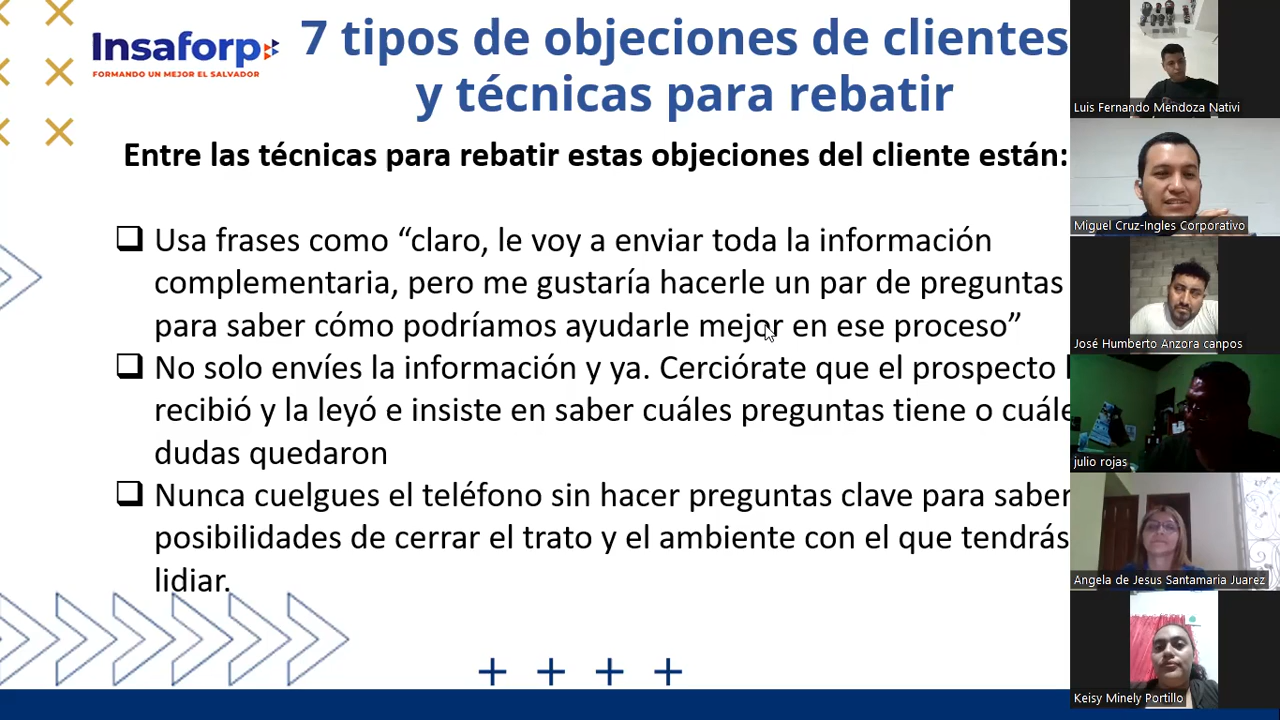 Insaforp
FORMANDO UN MEJOR EL SALVADOR
7 tipos de objeciones de clientes
y técnicas para rebatir
Entre las técnicas para rebatir estas objeciones del cliente están:
Usa frases como “claro, le voy a enviar toda la información
complementaria, pero me gustaría hacerle un par de preguntas
para saber cómo podríamos ayudarle mejor en ese proceso”
No solo envíes la información y ya. Cerciórate que el prospecto
recibió y la leyó e insiste en saber cuáles preguntas tiene o
dudas quedaron
Nunca cuelgues el teléfono sin hacer preguntas clave para saber
posibilidades de cerrar el trato y el ambiente con el que tendrás
lidiar.
Luis Fernando Mendoza Nativi
Miguel Cruz-Ingles Corporativo
José Humberto Anzora canpos
julio rojas
Angela de Jesus Santamaria Juarez
Keisy Minely Portillo